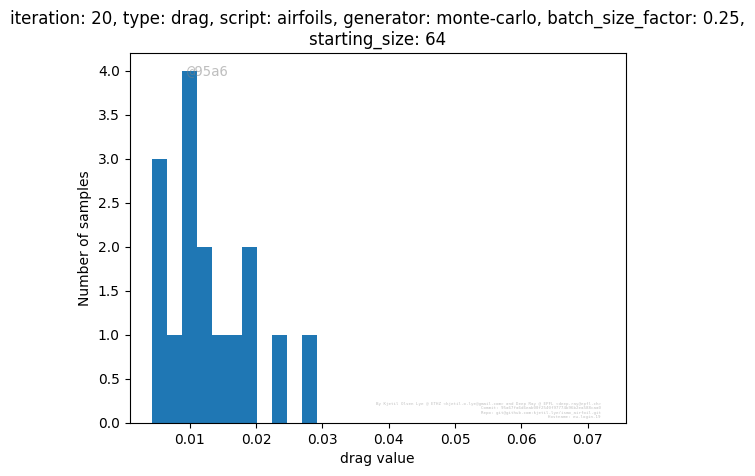 iteration: 20, type: drag, script: airfoils, generator: monte-carlo, batch_size_factor: 0.25,
starting_size: 64
@95a6
4.0
3.5
3.0
2.5
2.0
1.5
1.0
0.5
0.0
Number of samples
0.01 0.02 0.03 0.04 0.05 0.06 0.07
drag value